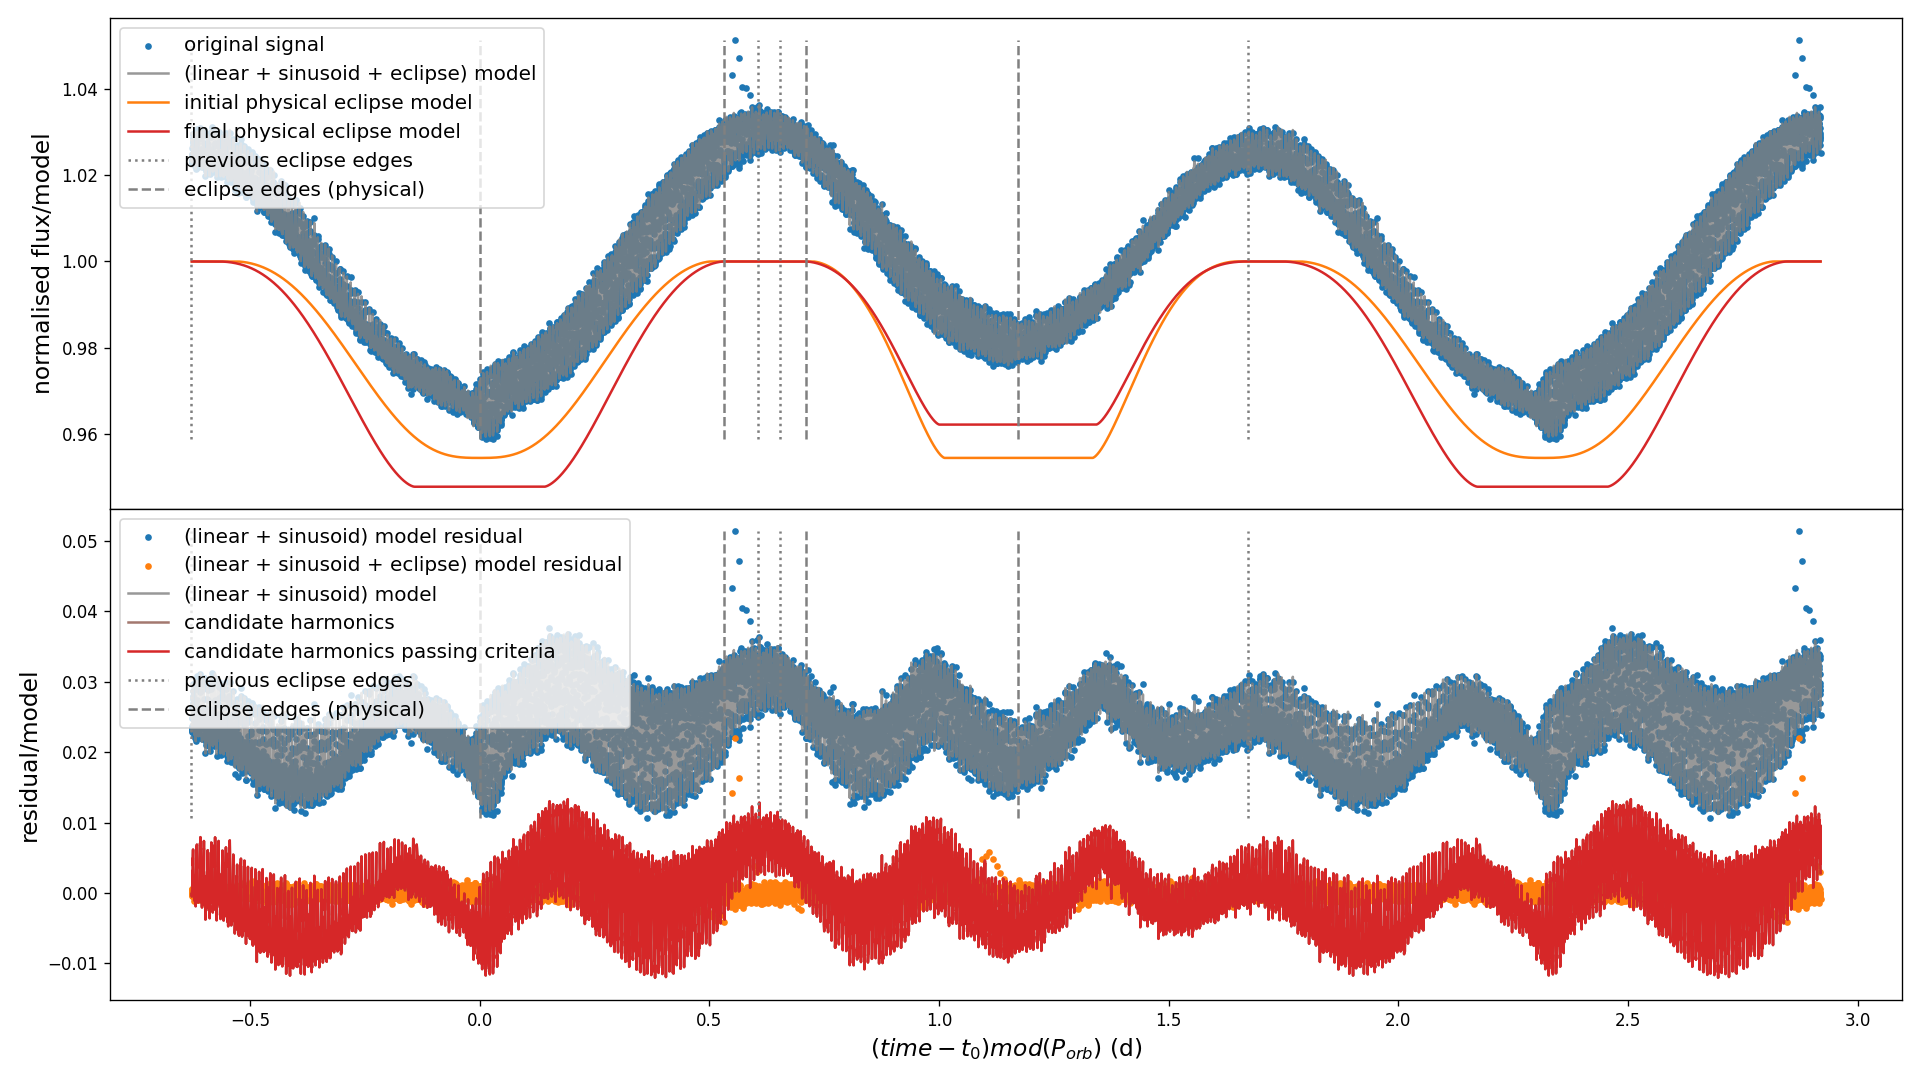 original signal
(linear + sinusoid + eclipse) model
initial physical eclipse model
final physical eclipse model
previous eclipse edges
eclipse edges (physical)
normalised flux/model
1.04
1.02
1.00
0.98
0.96
(linear + sinusoid) model residual
(linear + sinusoid + eclipse) model residual
(linear + sinusoid) model
candidate harmonics
candidate harmonics passing criteria
previous eclipse edges
eclipse edges (physical)
residual/model
0.05
0.04
0.03
0.02
0.01
0.00
−0.01
−0.5 0.0 0.5 1.0 1.5 2.0 2.5 3.0
(time − t₀)mod(P_orb) (d)